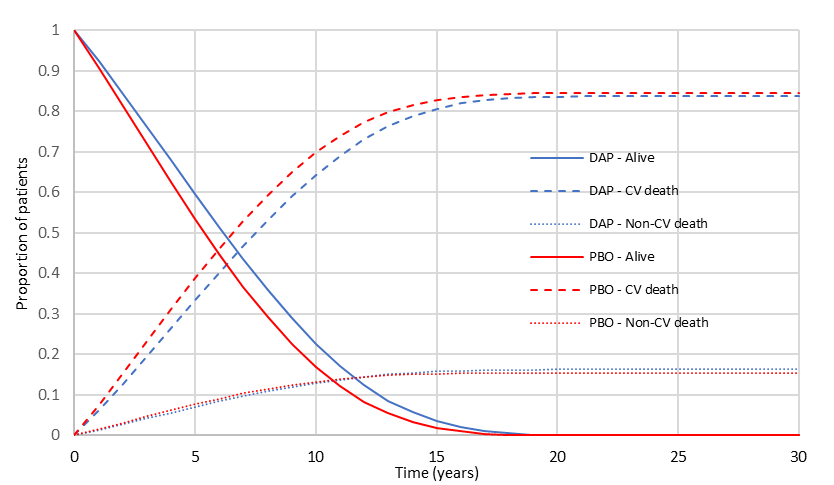 1
0.9
0.8
0.7
0.6
0.5
0.4
0.3
0.2
0.1
0
Proportion of patients
DAP - Alive
DAP - CV death
DAP - Non-CV death
PBO - Alive
PBO - CV death
PBO - Non-CV death
0 5 10 15 20 25 30
Time (years)